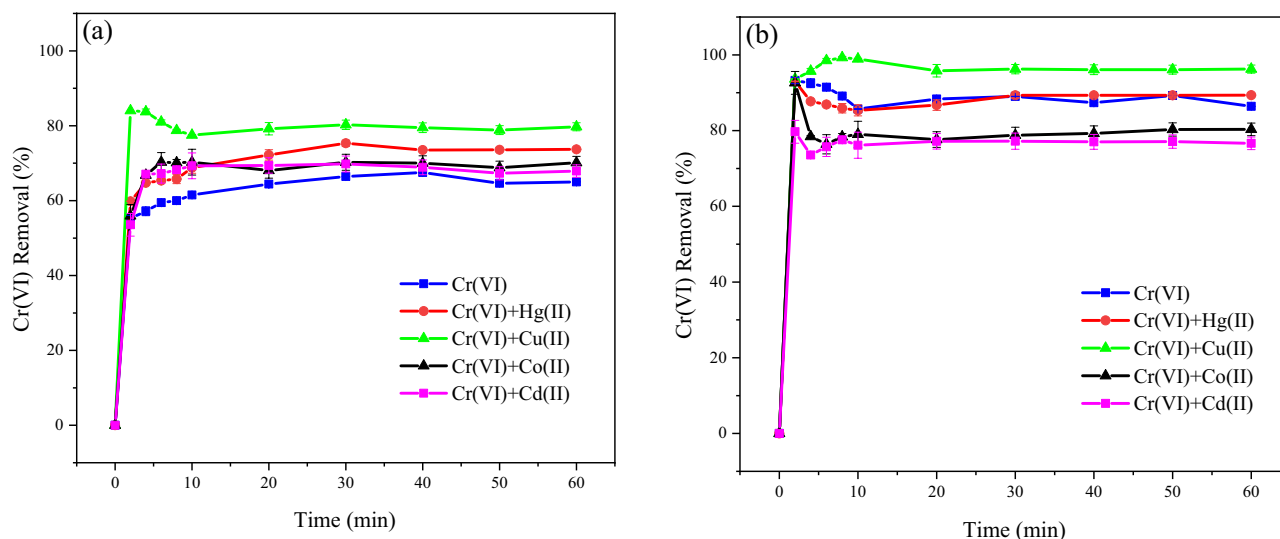 (a)
100
80
60
40
20
0
Cr(VI) Removal (%)
Cr(VI)
Cr(VI)+Hg(II)
Cr(VI)+Cu(II)
Cr(VI)+Co(II)
Cr(VI)+Cd(II)
0 10 20 30 40 50 60
Time (min)
(b)
100
80
60
40
20
0
Cr(VI) Removal (%)
Cr(VI)
Cr(VI)+Hg(II)
Cr(VI)+Cu(II)
Cr(VI)+Co(II)
Cr(VI)+Cd(II)
0 10 20 30 40 50 60
Time (min)